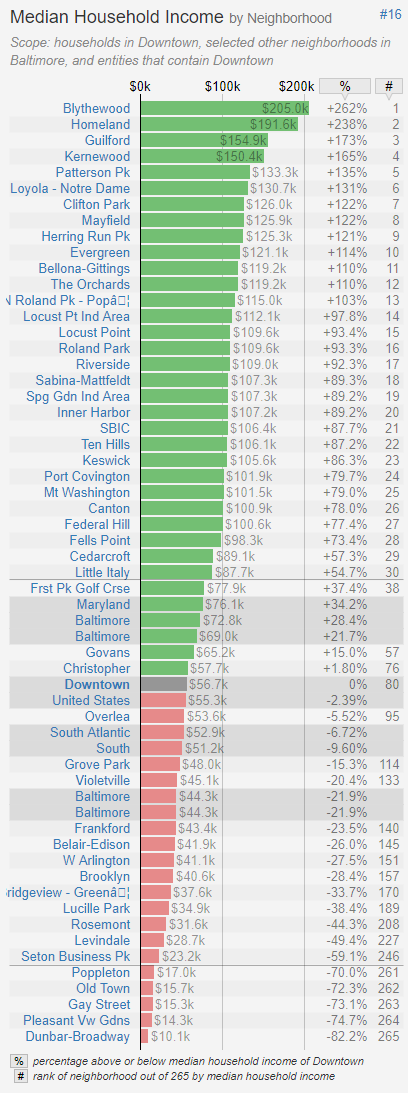 Median Household Income by Neighborhood #16
Scope: households in Downtown, selected other neighborhoods in
Baltimore, and entities that contain Downtown
$0k $100k $200k % #
Blythewood $205.0k +262% 1
Homeland $191.6k +238% 2
Guilford $154.9k +173% 3
Kernewood $150.4k +165% 4
Patterson Pk $133.3k +135% 5
Loyola - Notre Dame $130.7k +131% 6
Clifton Park $126.0k +122% 7
Mayfield $125.9k +122% 8
Herring Run Pk $125.3k +121% 9
Evergreen $121.1k +114% 10
Bellona-Gittings $119.2k +110% 11
The Orchards $119.2k +110% 12
N Roland Pk - Popâ¦ $115.0k +103% 13
Locust Pt Ind Area $112.1k +97.8% 14
Locust Point $109.6k +93.4% 15
Roland Park $109.6k +93.3% 16
Riverside $109.0k +92.3% 17
Sabina-Mattfeldt $107.3k +89.3% 18
Spg Gdn Ind Area $107.3k +89.2% 19
Inner Harbor $107.2k +89.2% 20
SBIC $106.4k +87.7% 21
Ten Hills $106.1k +87.2% 22
Keswick $105.6k +86.3% 23
Port Covington $101.9k +79.7% 24
Mt Washington $101.5k +79.0% 25
Canton $100.9k +78.0% 26
Federal Hill $100.6k +77.4% 27
Fells Point $98.3k +73.4% 28
Cedarcroft $89.1k +57.3% 29
Little Italy $87.7k +54.7% 30
Frst Pk Golf Crse $77.9k +37.4% 38
Maryland $76.1k +34.2%
Baltimore $72.8k +28.4%
Baltimore $69.0k +21.7%
Govans $65.2k +15.0% 57
Christopher $57.7k +1.80% 76
Downtown $56.7k 0% 80
United States $55.3k -2.39%
Overlea $53.6k -5.52% 95
South Atlantic $52.9k -6.72%
South $51.2k -9.60%
Grove Park $48.0k -15.3% 114
Violetville $45.1k -20.4% 133
Baltimore $44.3k -21.9%
Baltimore $44.3k -21.9%
Frankford $43.4k -23.5% 140
Belair-Edison $41.9k -26.0% 145
W Arlington $41.1k -27.5% 151
Brooklyn $40.6k -28.4% 157
ridgeview - Greenâ¦ $37.6k -33.7% 170
Lucille Park $34.9k -38.4% 189
Rosemont $31.6k -44.3% 208
Levindale $28.7k -49.4% 227
Seton Business Pk $23.2k -59.1% 246
Poppleton $17.0k -70.0% 261
Old Town $15.7k -72.3% 262
Gay Street $15.3k -73.1% 263
Pleasant Vw Gdns $14.3k -74.7% 264
Dunbar-Broadway $10.1k -82.2% 265
% percentage above or below median household income of Downtown
# rank of neighborhood out of 265 by median household income